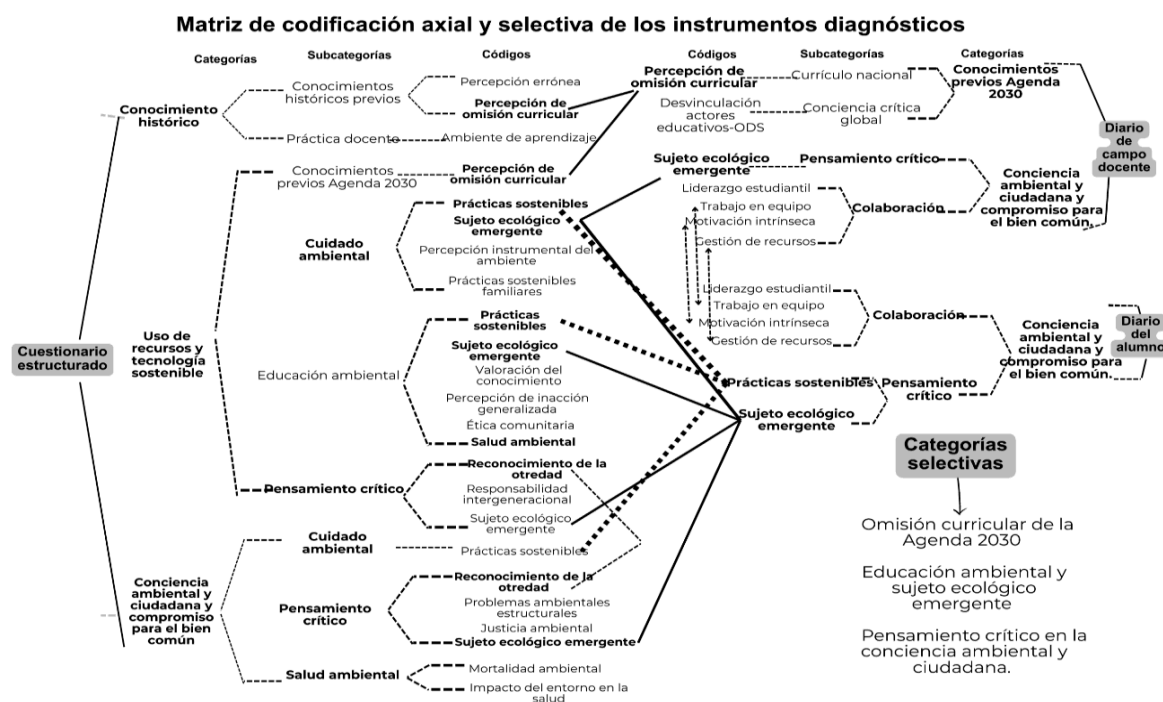 Matriz de codificación axial y selectiva de los instrumentos diagnósticos
Categorías
Subcategorías
Códigos
Códigos
Subcategorías
Categorías
Cuestionario
estructurado
Conocimiento
histórico
Conocimientos
históricos previos
Percepción errónea
Percepción de
omisión curricular
Práctica docente
Ambiente de aprendizaje
Uso de
recursos y
tecnología
sostenible
Conocimientos
previos Agenda 2030
Percepción de
omisión curricular
Cuidado
ambiental
Prácticas sostenibles
Sujeto ecológico
emergente
Percepción instrumental del
ambiente
Prácticas sostenibles
familiares
Educación ambiental
Prácticas
sostenibles
Sujeto ecológico
emergente
Valoración del
conocimiento
Percepción de inacción
generalizada
Ética comunitaria
Salud ambiental
Pensamiento crítico
Reconocimiento de la
otredad
Responsabilidad
intergeneracional
Sujeto ecológico
emergente
Conciencia
ambiental y
ciudadana y
compromiso
para el bien
común
Cuidado
ambiental
Prácticas sostenibles
Pensamiento
crítico
Reconocimiento de la
otredad
Problemas ambientales
estructurales
Justicia ambiental
Sujeto ecológico emergente
Salud ambiental
Mortalidad ambiental
Impacto del entorno en la
salud
Percepción de
omisión curricular
Currículo nacional
Conocimientos
previos Agenda
2030
Desvinculación
actores
educativos-ODS
Conciencia crítica
global
Diario
de
campo
docente
Sujeto ecológico
emergente
Pensamiento crítico
Conciencia
ambiental y
ciudadana y
compromiso para
el bien común.
Liderazgo estudiantil
Trabajo en equipo
Motivación intrínseca
Gestión de recursos
Colaboración
Liderazgo estudiantil
Trabajo en equipo
Motivación intrínseca
Gestión de recursos
Colaboración
Conciencia
ambiental y
ciudadana y
compromiso para
el bien común.
Diario
del
alumno
Prácticas sostenibles
Pensamiento
crítico
Sujeto ecológico
emergente
Categorías
selectivas
Omisión curricular de la
Agenda 2030
Educación ambiental y
sujeto ecológico
emergente
Pensamiento crítico en la
conciencia ambiental y
ciudadana.